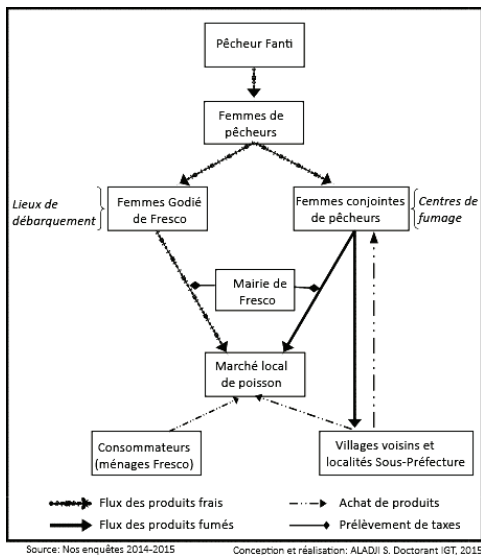 Pêcheur Fanti
Femmes de
pêcheurs
Lieux de
débarquement
Femmes Godié
de Fresco
Femmes conjointes
de pêcheurs
Centres de
fumage
Mairie de
Fresco
Marché local
de poisson
Consommateurs
(ménages Fresco)
Villages voisins et
localités Sous-Préfecture
Flux des produits frais
Achat de produits
Flux des produits fumés
Prélèvement de taxes
Source: Nos enquêtes 2014-2015
Conception et réalisation: ALADJI S. Doctorant IGT, 2015